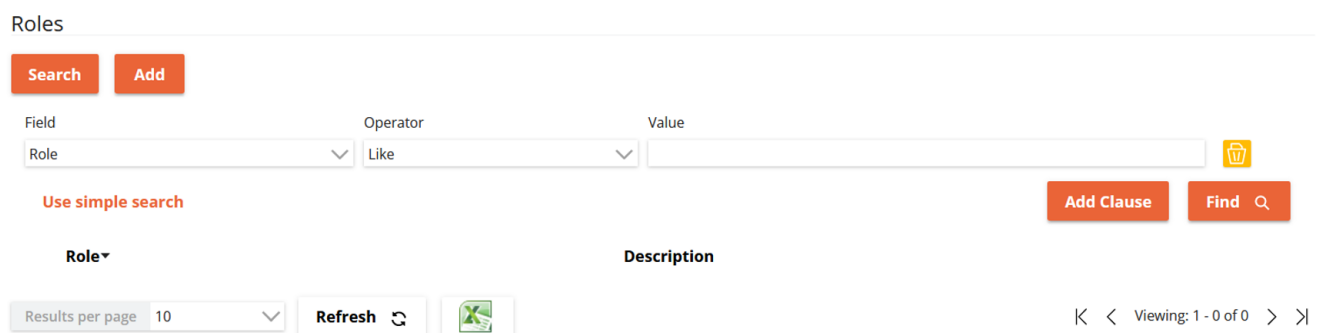 Roles
Search Add
Field Operator Value
Role Like
Use simple search Add Clause Find
Role Description
Results per page 10 Refresh Viewing: 1 - 0 of 0